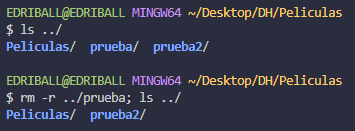 EDRIBALL@EDRIBALL MINGW64 ~/Desktop/DH/Peliculas
$ ls ../
Peliculas/  prueba/  prueba2/
EDRIBALL@EDRIBALL MINGW64 ~/Desktop/DH/Peliculas
$ rm -r ../prueba; ls ../
Peliculas/  prueba2/